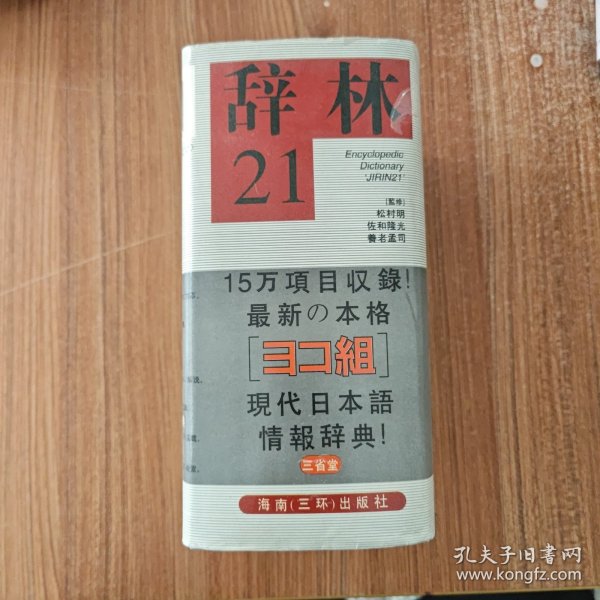 辞林
21
Encyclopedic
Dictionary
'JIRIN21'
[監修]
松村明
佐和隆光
養老孟司
15万項目収錄!
最新の本格
[ヨコ組]
現代日本語
情報辞典!
三省堂
海南(三环)出版社
孔夫子旧書网
www.kongfz.com